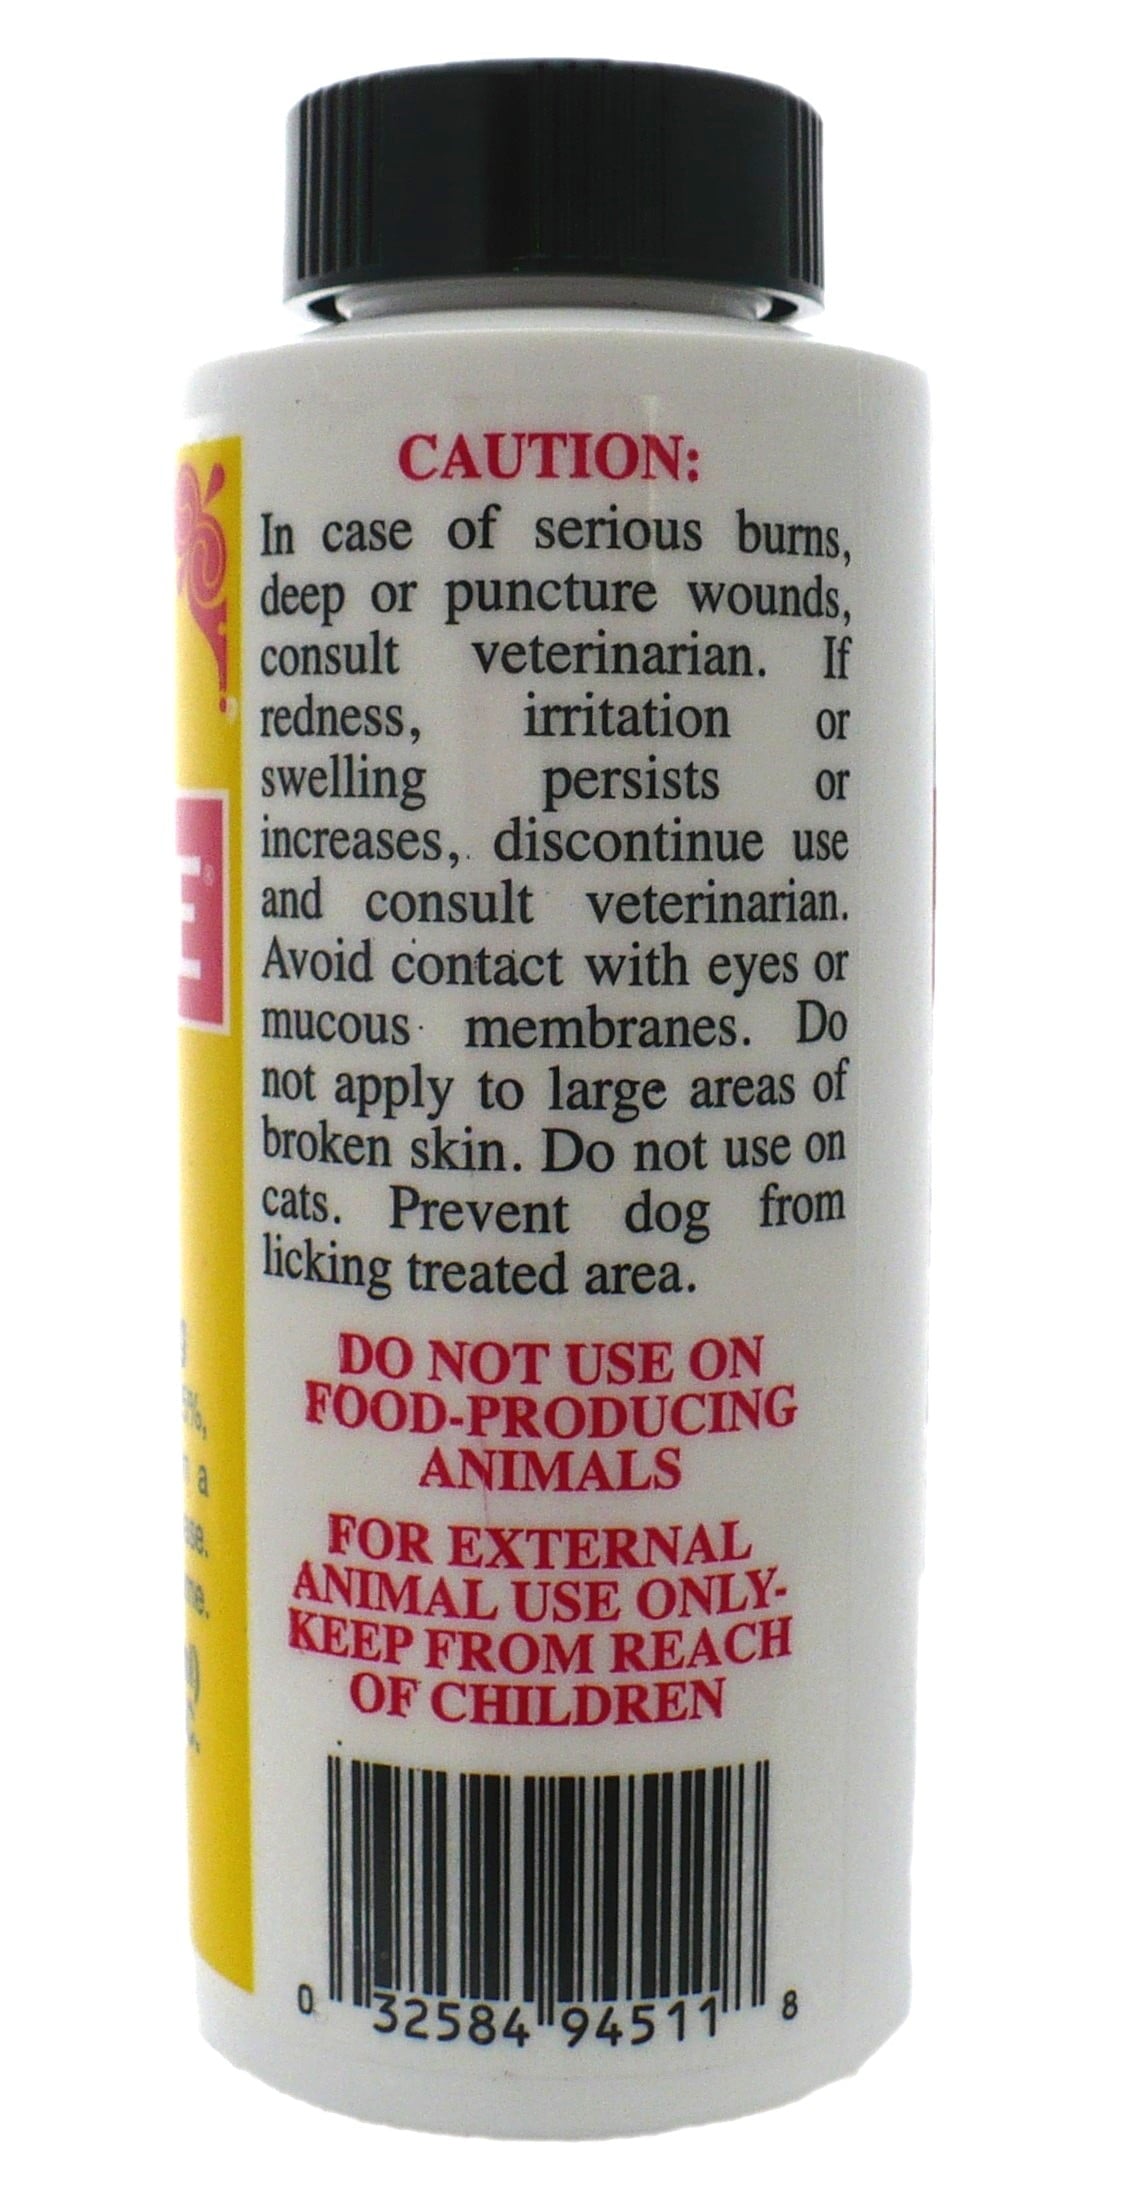 CAUTION:
In case of serious burns,
deep or puncture wounds,
consult veterinarian. If
redness, irritation or
swelling persists or
increases, discontinue use
and consult veterinarian.
Avoid contact with eyes or
mucous membranes. Do
not apply to large areas of
broken skin. Do not use on
cats. Prevent dog from
licking treated area.
DO NOT USE ON
FOOD-PRODUCING
ANIMALS
FOR EXTERNAL
ANIMAL USE ONLY-
KEEP FROM REACH
OF CHILDREN
0 32584 94511 8
E®
a